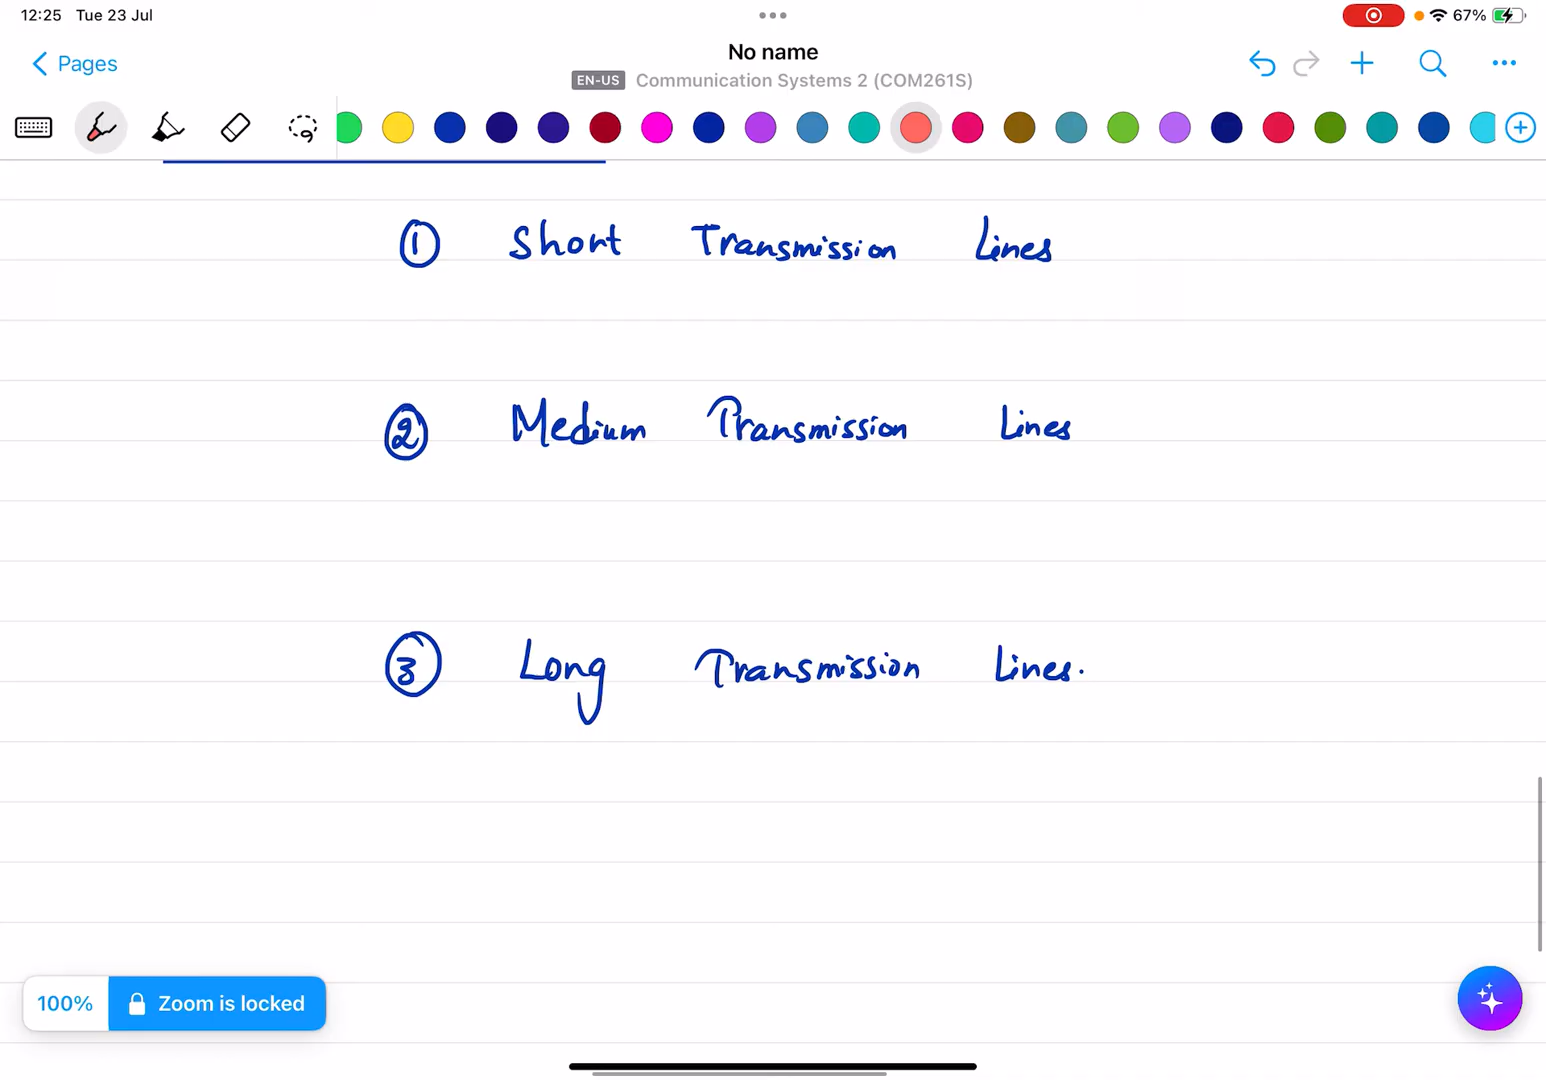 12:25 Tue 23 Jul
67%
Pages
No name
EN-US Communication Systems 2 (COM261S)
① Short Transmission Lines
② Medium Transmission Lines
③ Long Transmission Lines.
100% Zoom is locked